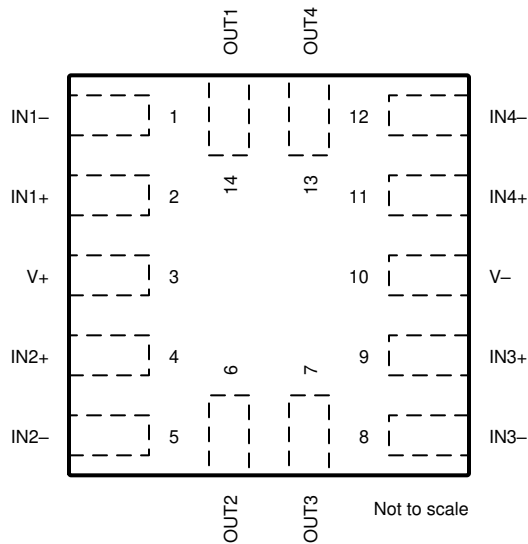 OUT1 OUT4
IN1– 1 12 IN4–
14 13
IN1+ 2 11 IN4+
V+ 3 10 V–
IN2+ 4 6 7 9 IN3+
IN2– 5 8 IN3–
OUT2 OUT3
Not to scale